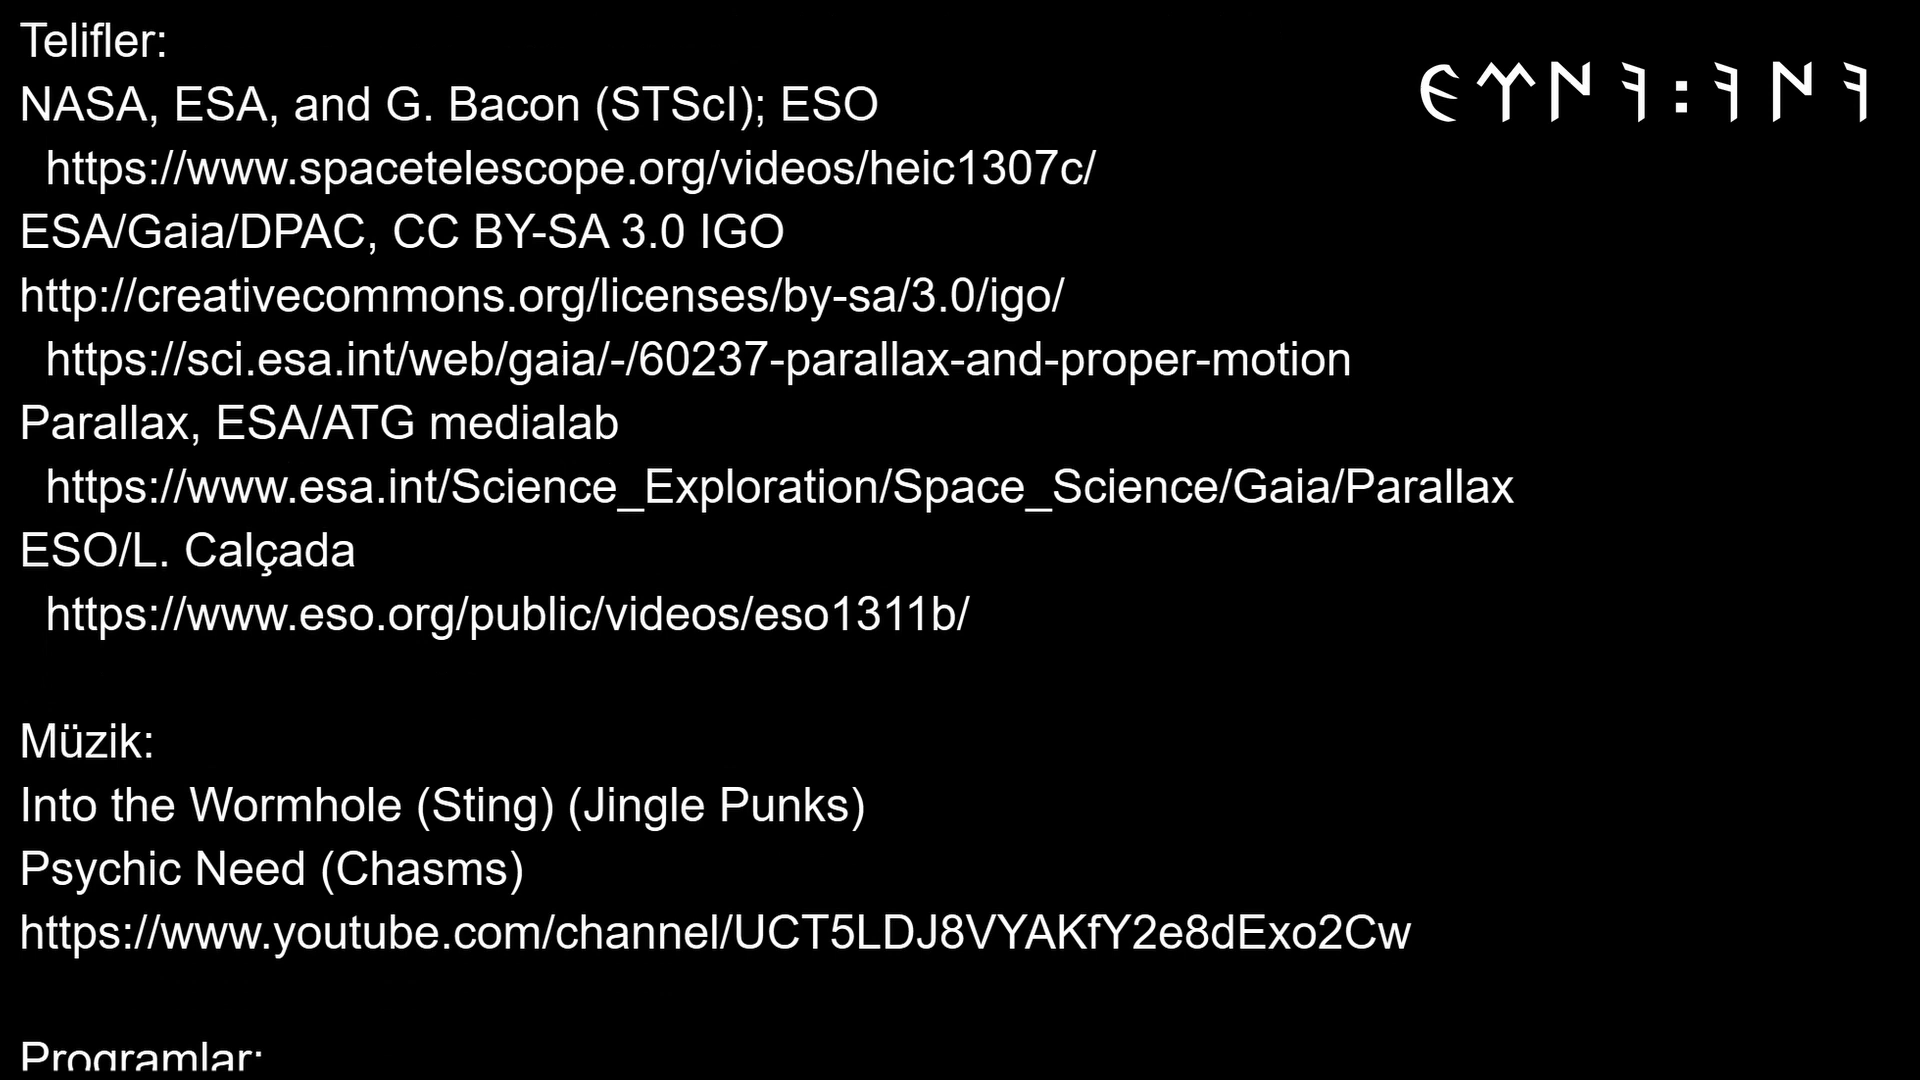 Telifler:
𐰚𐰇𐰚:𐰚𐰇𐰼𐰏
NASA, ESA, and G. Bacon (STScI); ESO
https://www.spacetelescope.org/videos/heic1307c/
ESA/Gaia/DPAC, CC BY-SA 3.0 IGO
http://creativecommons.org/licenses/by-sa/3.0/igo/
https://sci.esa.int/web/gaia/-/60237-parallax-and-proper-motion
Parallax, ESA/ATG medialab
https://www.esa.int/Science_Exploration/Space_Science/Gaia/Parallax
ESO/L. Calçada
https://www.eso.org/public/videos/eso1311b/
Müzik:
Into the Wormhole (Sting) (Jingle Punks)
Psychic Need (Chasms)
https://www.youtube.com/channel/UCT5LDJ8VYAKfY2e8dExo2Cw
Programlar: